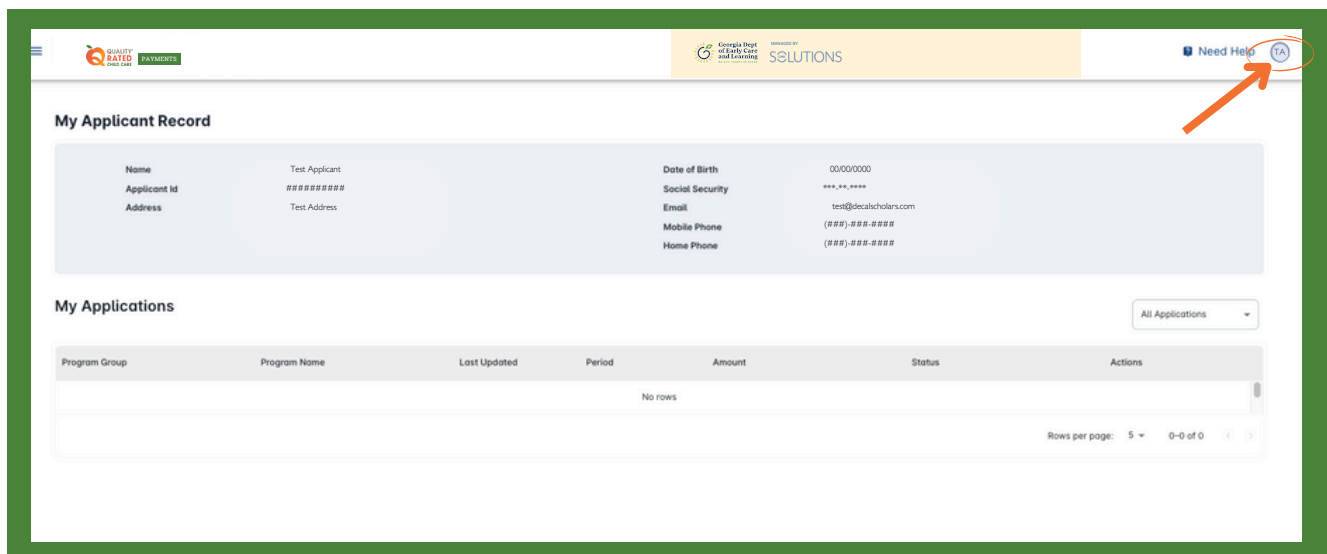 QUALITY
RATED
CHILD CARE
PAYMENTS
Georgia Dept
of Early Care
and Learning
MANAGED BY
SOLUTIONS
Need Help
TA
My Applicant Record
Name Test Applicant
Applicant Id ##########
Address Test Address
Date of Birth 00/00/0000
Social Security ***-**-****
Email test@decalscholars.com
Mobile Phone (###)-###-####
Home Phone (###)-###-####
My Applications
All Applications
Program Group Program Name Last Updated Period Amount Status Actions
No rows
Rows per page: 5 0-0 of 0